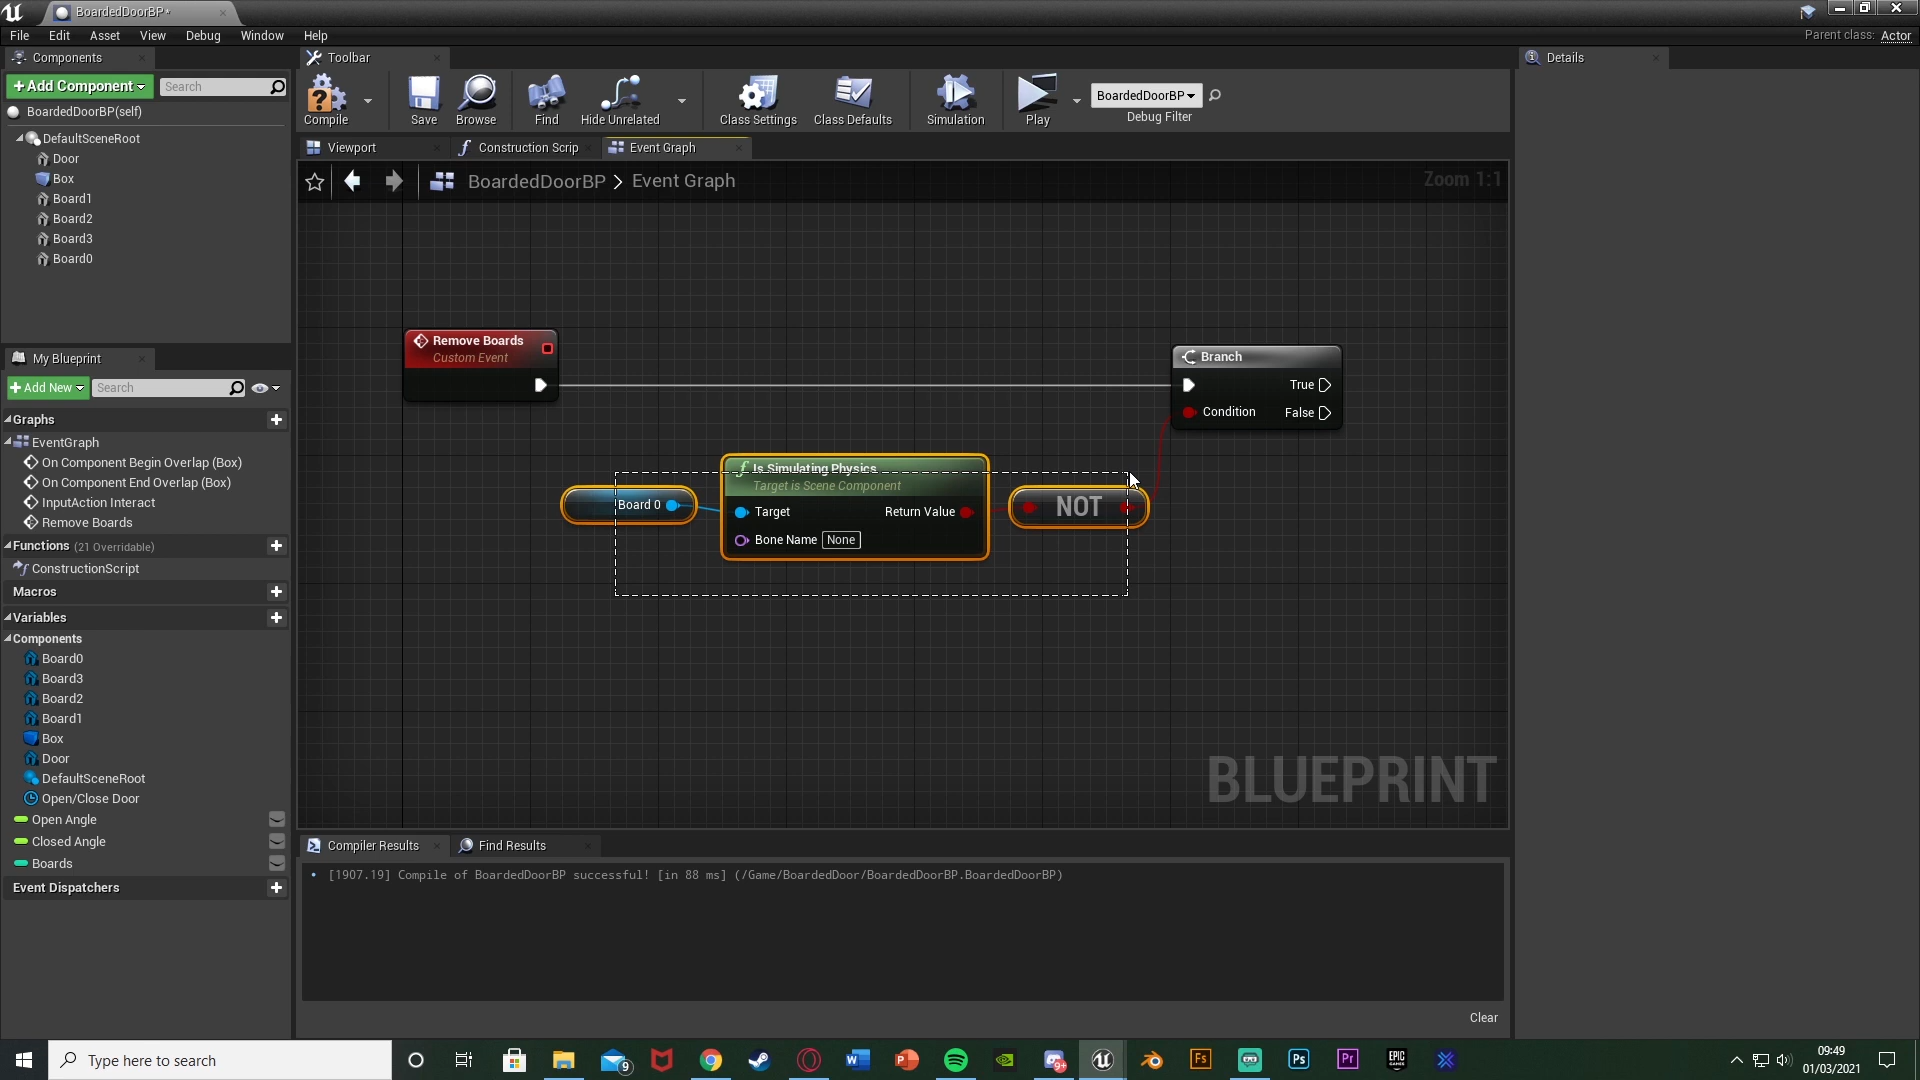 BoardedDoorBP*
File Edit Asset View Debug Window Help
Parent class: Actor
Components
Toolbar
Details
+ Add Component
Search
BoardedDoorBP(self)
DefaultSceneRoot
Door
Box
Board1
Board2
Board3
Board0
Compile
Save
Browse
Find
Hide Unrelated
Class Settings
Class Defaults
Simulation
Play
BoardedDoorBP
Debug Filter
Viewport
Construction Scrip
Event Graph
BoardedDoorBP > Event Graph
Zoom 1:1
Remove Boards
Custom Event
Branch
True
Condition
False
Board 0
Is Simulating Physics
Target is Scene Component
Target
Return Value
Bone Name None
NOT
BLUEPRINT
My Blueprint
+ Add New
Search
Graphs
EventGraph
On Component Begin Overlap (Box)
On Component End Overlap (Box)
InputAction Interact
Remove Boards
Functions (21 Overridable)
ConstructionScript
Macros
Variables
Components
Board0
Board3
Board2
Board1
Box
Door
DefaultSceneRoot
Open/Close Door
Open Angle
Closed Angle
Boards
Event Dispatchers
Compiler Results
Find Results
[1907.19] Compile of BoardedDoorBP successful! [in 88 ms] (/Game/BoardedDoor/BoardedDoorBP.BoardedDoorBP)
Clear
Type here to search
9
9+
Fs
Ps
Pr
EPIC
GAMES
09:49
01/03/2021